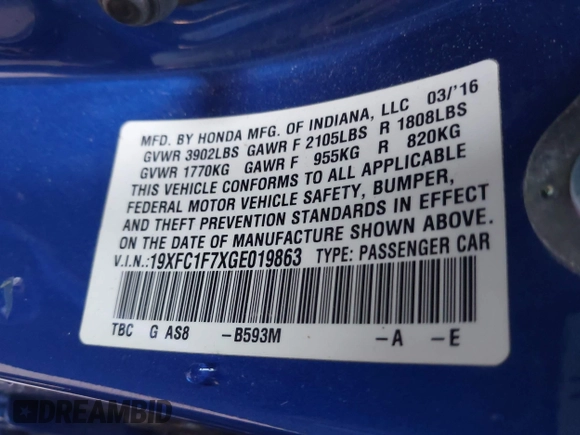 MFD. BY HONDA MFG. OF INDIANA, LLC 03/'16
GVWR 3902LBS GAWR F 2105LBS R 1808LBS
GVWR 1770KG GAWR F 955KG R 820KG
THIS VEHICLE CONFORMS TO ALL APPLICABLE
FEDERAL MOTOR VEHICLE SAFETY, BUMPER,
AND THEFT PREVENTION STANDARDS IN EFFECT
ON THE DATE OF MANUFACTURE SHOWN ABOVE.
V.I.N.:19XFC1F7XGE019863 TYPE: PASSENGER CAR
TBC G AS8 -B593M -A -E
DREAMBID